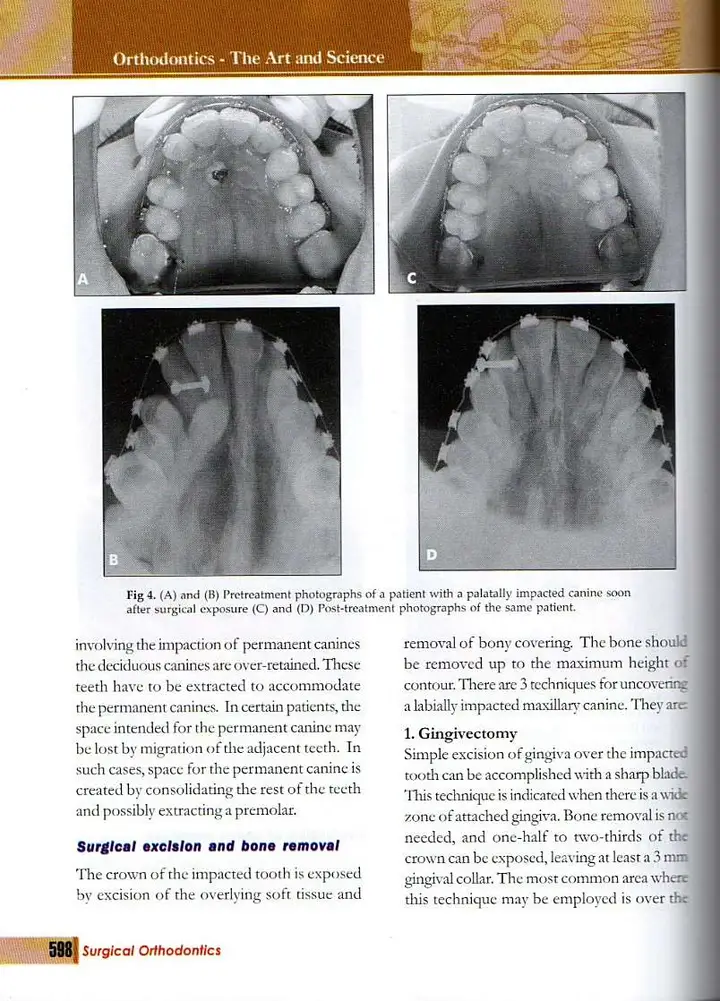 Orthodontics - The Art and Science
A
C
B
D
Fig 4. (A) and (B) Pretreatment photographs of a patient with a palatally impacted canine soon
after surgical exposure (C) and (D) Post-treatment photographs of the same patient.
involving the impaction of permanent canines
the deciduous canines are over-retained. These
teeth have to be extracted to accommodate
the permanent canines. In certain patients, the
space intended for the permanent canine may
be lost by migration of the adjacent teeth. In
such cases, space for the permanent canine is
created by consolidating the rest of the teeth
and possibly extracting a premolar.
Surgical excision and bone removal
The crown of the impacted tooth is exposed
by excision of the overlying soft tissue and
removal of bony covering. The bone should
be removed up to the maximum height of
contour. There are 3 techniques for uncovering
a labially impacted maxillary canine. They are:
1. Gingivectomy
Simple excision of gingiva over the impacted
tooth can be accomplished with a sharp blade.
This technique is indicated when there is a wide
zone of attached gingiva. Bone removal is not
needed, and one-half to two-thirds of the
crown can be exposed, leaving at least a 3 mm
gingival collar. The most common area where
this technique may be employed is over the
598 Surgical Orthodontics